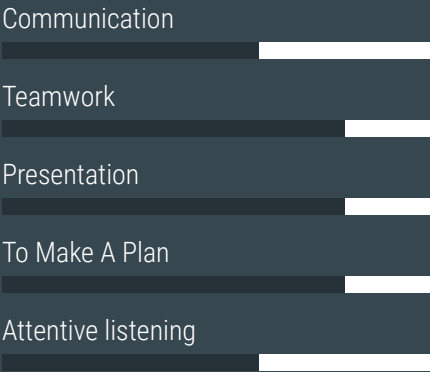 Communication
Teamwork
Presentation
To Make A Plan
Attentive listening